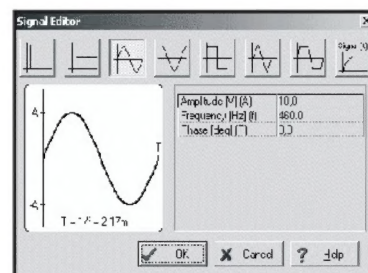 Signal Editor
Signal [?]
Amplitude [V] (A) 10,0
Frequency [Hz] (f) 460,0
Phase [deg] (T) 0,0
A
T
-A
T = 1/f = 2.17m
OK
Cancel
? Help